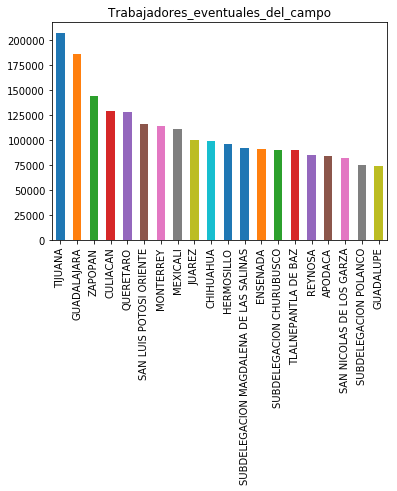 Trabajadores_eventuales_del_campo
200000
175000
150000
125000
100000
75000
50000
25000
0
TIJUANA
GUADALAJARA
ZAPOPAN
CULIACAN
QUERETARO
SAN LUIS POTOSI ORIENTE
MONTERREY
MEXICALI
JUAREZ
CHIHUAHUA
HERMOSILLO
SUBDELEGACION MAGDALENA DE LAS SALINAS
ENSENADA
SUBDELEGACION CHURUBUSCO
TLALNEPANTLA DE BAZ
REYNOSA
APODACA
SAN NICOLAS DE LOS GARZA
SUBDELEGACION POLANCO
GUADALUPE